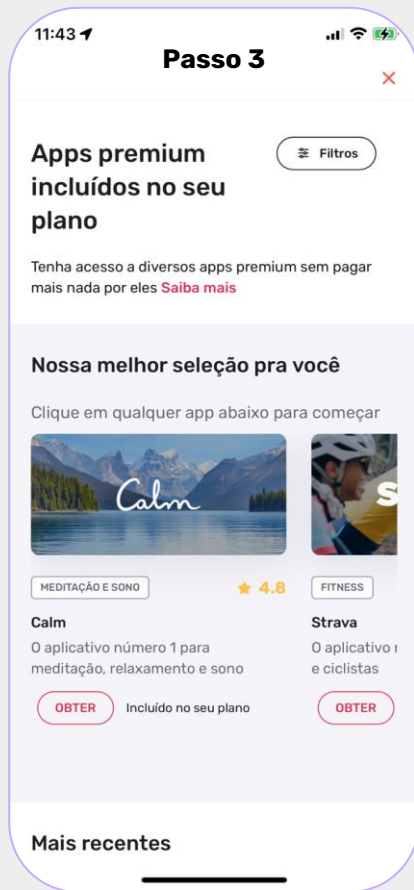 11:43
Passo 3
Apps premium
incluídos no seu
plano
Filtros
Tenha acesso a diversos apps premium sem pagar
mais nada por eles Saiba mais
Nossa melhor seleção pra você
Clique em qualquer app abaixo para começar
Calm
S
MEDITAÇÃO E SONO
4.8
Calm
O aplicativo número 1 para
meditação, relaxamento e sono
OBTER
Incluído no seu plano
FITNESS
Strava
O aplicativo
e ciclistas
OBTER
Mais recentes